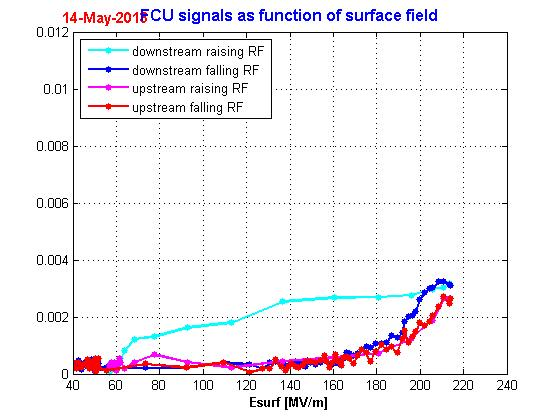 14-May-2018
FCU signals as function of surface field
0.012
0.01
0.008
0.006
0.004
0.002
0
downstream raising RF
downstream falling RF
upstream raising RF
upstream falling RF
40 60 80 100 120 140 160 180 200 220 240
Esurf [MV/m]